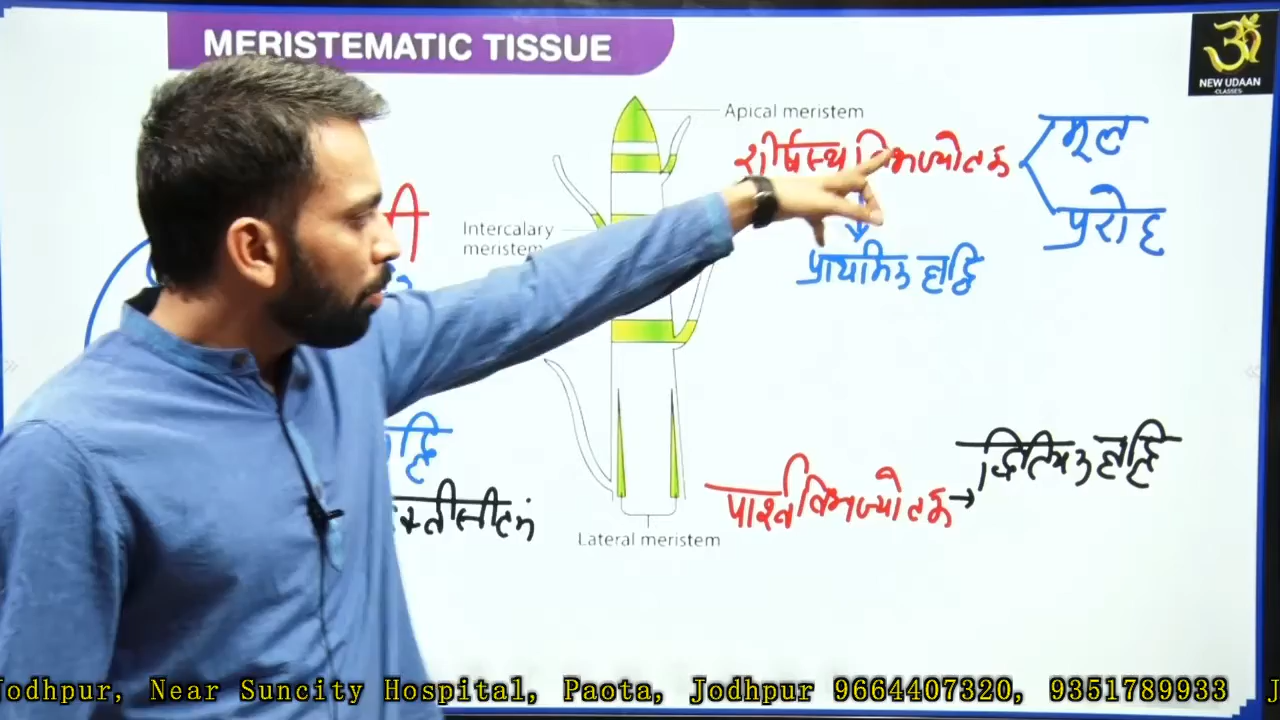 MERISTEMATIC TISSUE
ॐ
NEW UDAAN
CLASSES
Apical meristem
शीर्षस्थ विभज्योतक
मूल
प्ररोह
Intercalary
meristem
प्राथमिक वृद्धि
द्वितियक वृद्धि
पाश्व विभज्योतक →
Lateral meristem
Jodhpur, Near Suncity Hospital, Paota, Jodhpur 9664407320, 9351789933